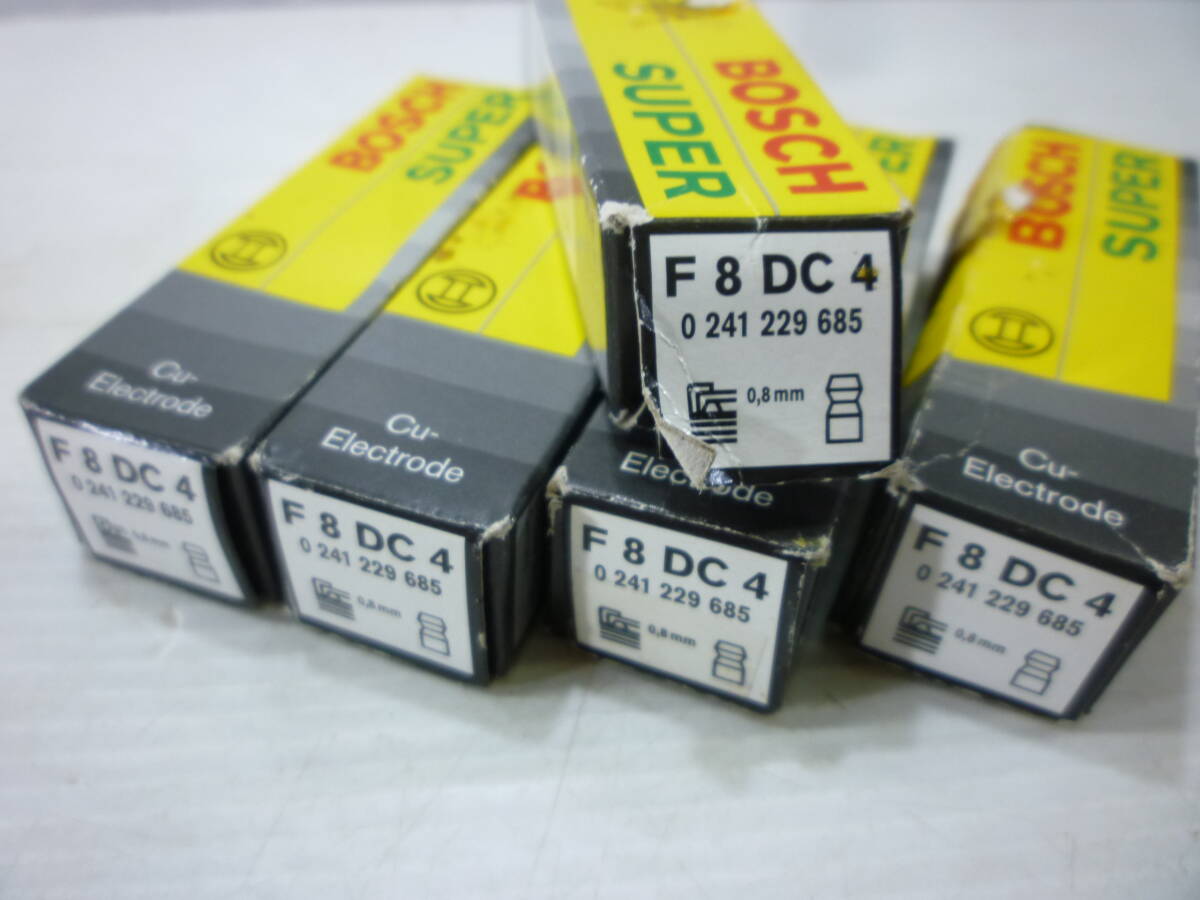 BOSCH
SUPER
Cu-
Electrode
F 8 DC 4
0 241 229 685
0,8 mm
Cu-
Electrode
F 8 DC 4
0 241 229 685
0,8 mm
BOSCH
SUPER
F 8 DC 4
0 241 229 685
0,8 mm
Electrode
F 8 DC 4
0 241 229 685
0,8 mm
BOSCH
SUPER
Cu-
Electrode
F 8 DC 4
0 241 229 685
0,8 mm